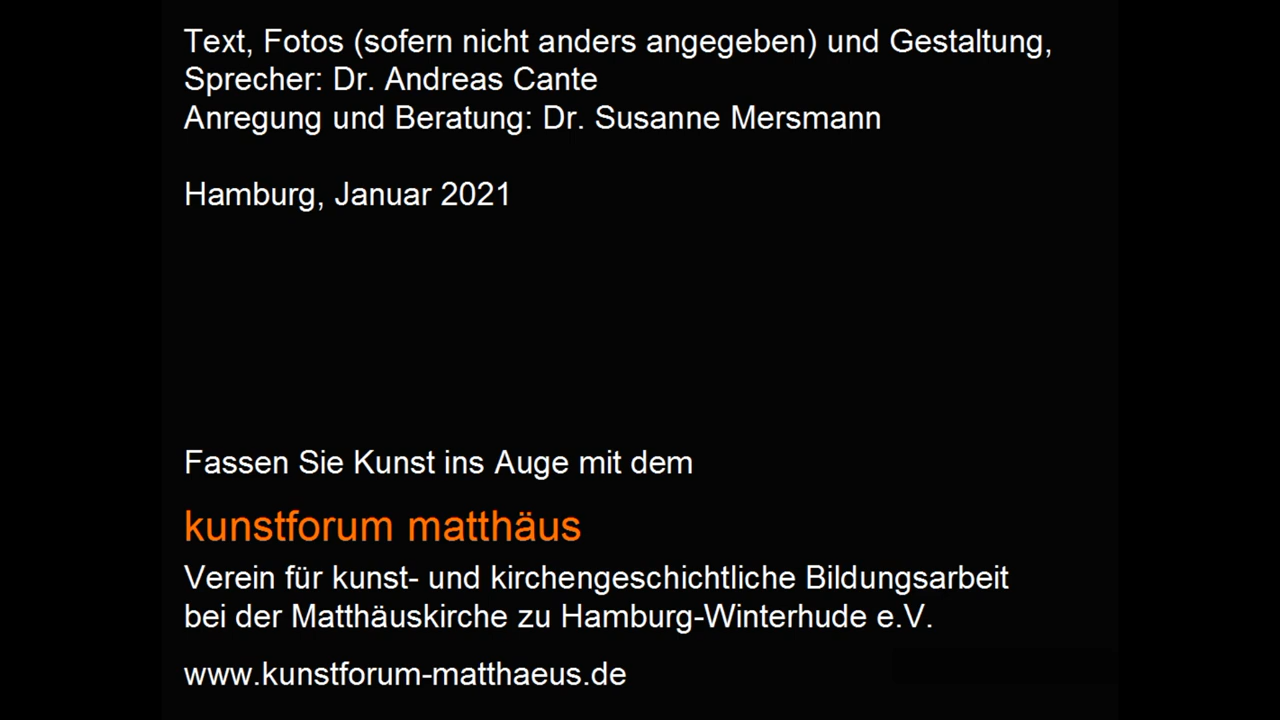 Text, Fotos (sofern nicht anders angegeben) und Gestaltung,
Sprecher: Dr. Andreas Cante
Anregung und Beratung: Dr. Susanne Mersmann
Hamburg, Januar 2021
Fassen Sie Kunst ins Auge mit dem
kunstforum matthäus
Verein für kunst- und kirchengeschichtliche Bildungsarbeit
bei der Matthäuskirche zu Hamburg-Winterhude e.V.
www.kunstforum-matthaeus.de